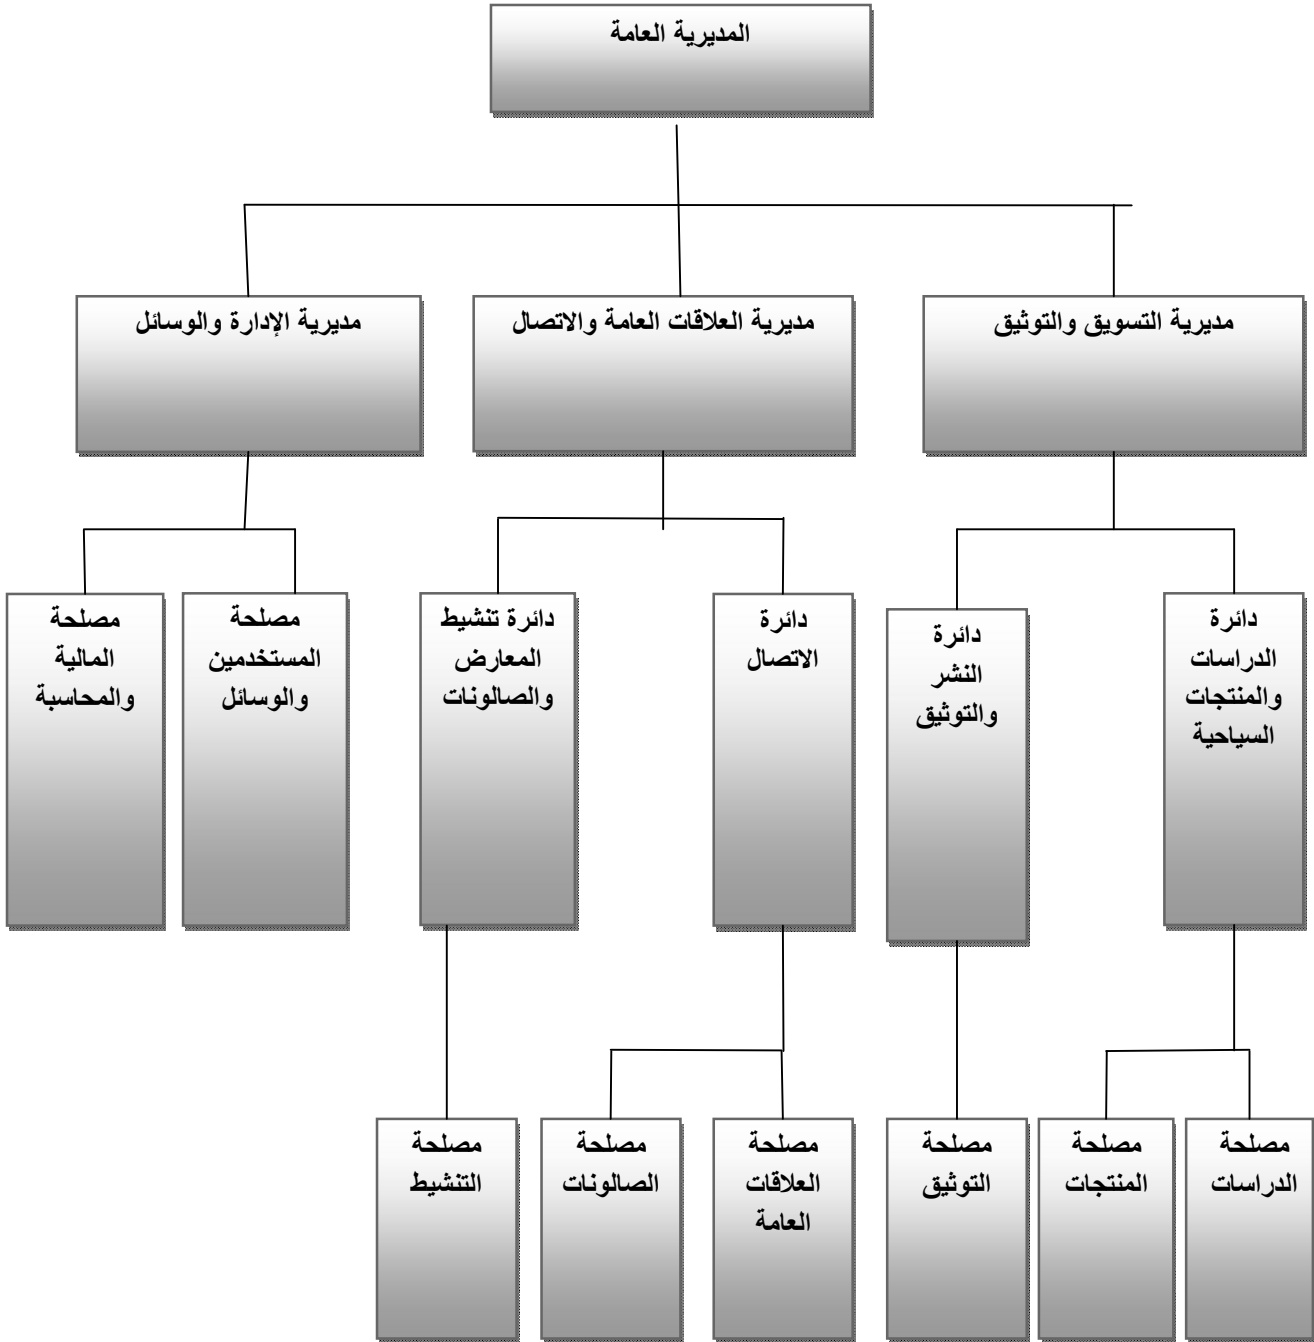 المديرية العامة
مديرية التسويق والتوثيق
مديرية العلاقات العامة والاتصال
مديرية الإدارة والوسائل
دائرة
الدراسات
والمنتجات
السياحية
دائرة
النشر
والتوثيق
دائرة
الاتصال
دائرة تنشيط
المعارض
والصالونات
مصلحة
المستخدمين
والوسائل
مصلحة
المالية
والمحاسبة
مصلحة
الدراسات
مصلحة
المنتجات
مصلحة
التوثيق
مصلحة
العلاقات
العامة
مصلحة
الصالونات
مصلحة
التنشيط